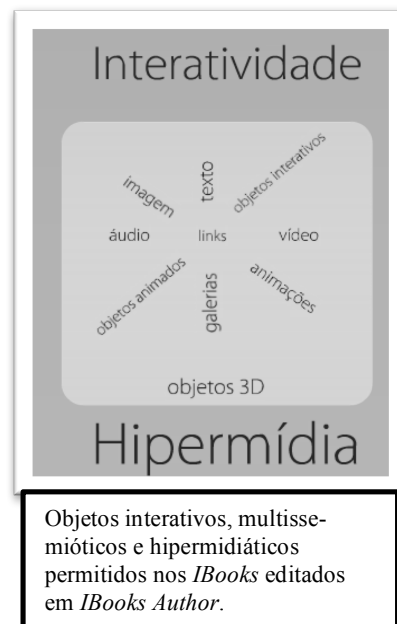 Interatividade
imagem
texto
objetos interativos
áudio
links
vídeo
objetos animados
galerias
animações
objetos 3D
Hipermídia
Objetos interativos, multisse-
mióticos e hipermidiáticos
permitidos nos IBooks editados
em IBooks Author.